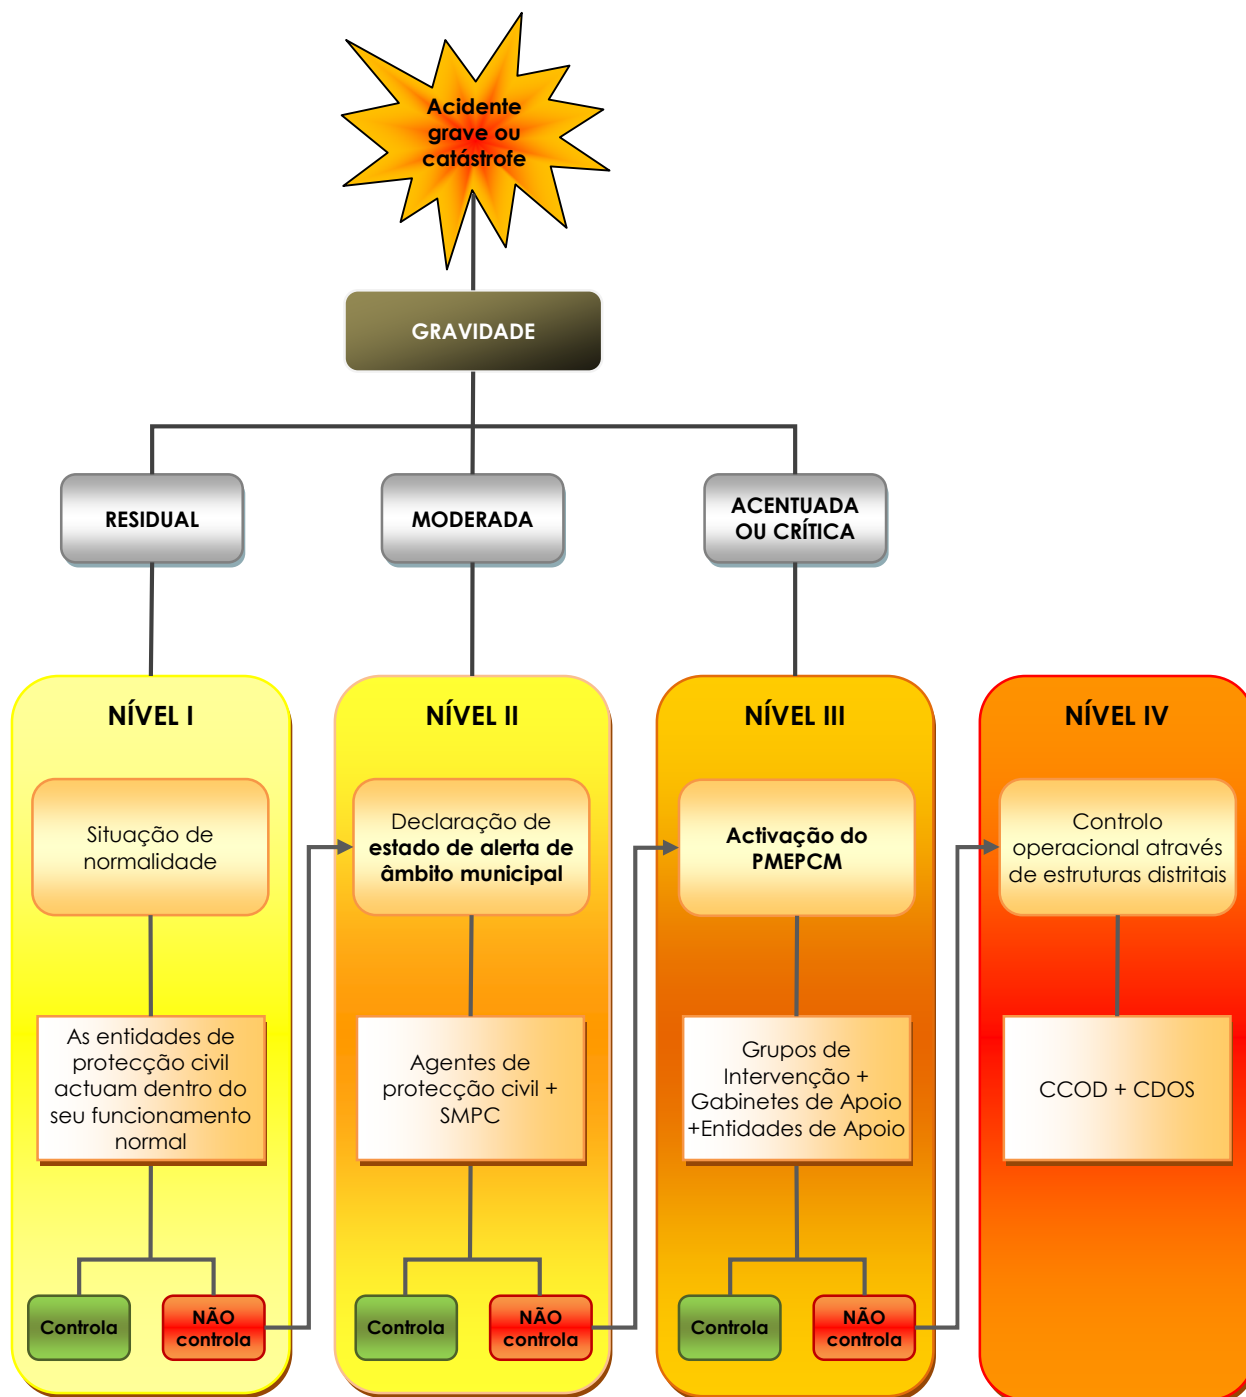 Acidente
grave ou
catástrofe
GRAVIDADE
RESIDUAL
MODERADA
ACENTUADA
OU CRÍTICA
NÍVEL I
Situação de
normalidade
As entidades de
protecção civil
actuam dentro do
seu funcionamento
normal
Controla
NÃO
controla
NÍVEL II
Declaração de
estado de alerta de
âmbito municipal
Agentes de
protecção civil +
SMPC
Controla
NÃO
controla
NÍVEL III
Activação do
PMEPCM
Grupos de
Intervenção +
Gabinetes de Apoio
+Entidades de Apoio
Controla
NÃO
controla
NÍVEL IV
Controlo
operacional através
de estruturas distritais
CCOD + CDOS